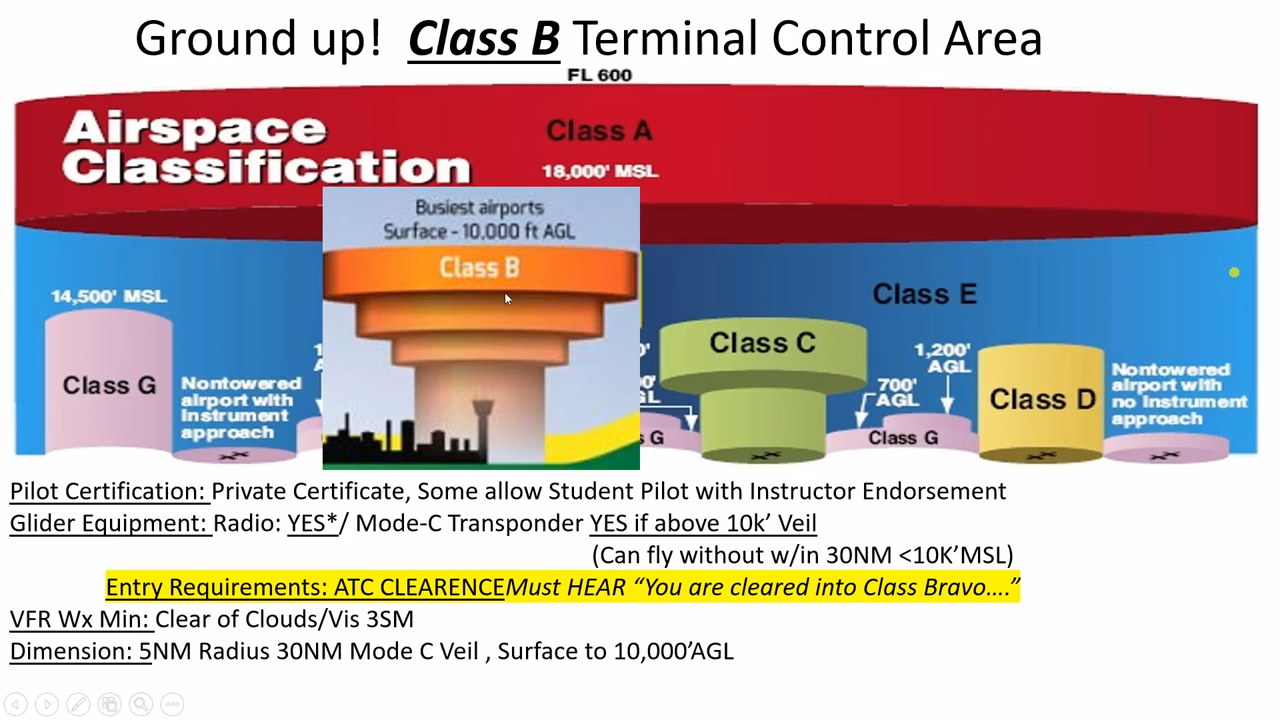 Ground up! Class B Terminal Control Area
FL 600
Airspace
Classification
Class A
18,000' MSL
Busiest airports
Surface - 10,000 ft AGL
Class B
14,500' MSL
Class G
Nontowered
airport with
instrument
approach
Class E
Class C
1,200'
AGL
700'
AGL
Class G
Class D
Nontowered
airport with
no instrument
approach
Pilot Certification: Private Certificate, Some allow Student Pilot with Instructor Endorsement
Glider Equipment: Radio: YES*/ Mode-C Transponder YES if above 10k’ Veil
(Can fly without w/in 30NM <10K’MSL)
Entry Requirements: ATC CLEARENCEMust HEAR “You are cleared into Class Bravo….”
VFR Wx Min: Clear of Clouds/Vis 3SM
Dimension: 5NM Radius 30NM Mode C Veil , Surface to 10,000’AGL